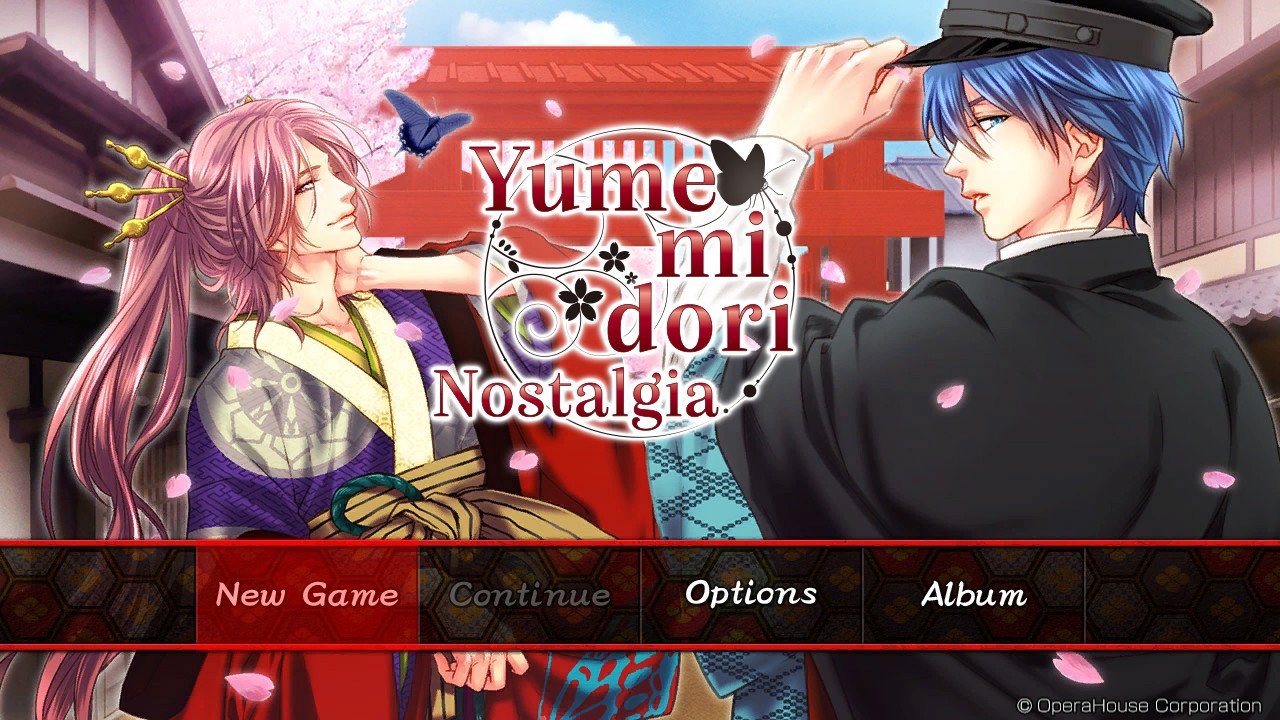 Yume
mi
dori
Nostalgia.
New Game
Continue
Options
Album
© OperaHouse Corporation